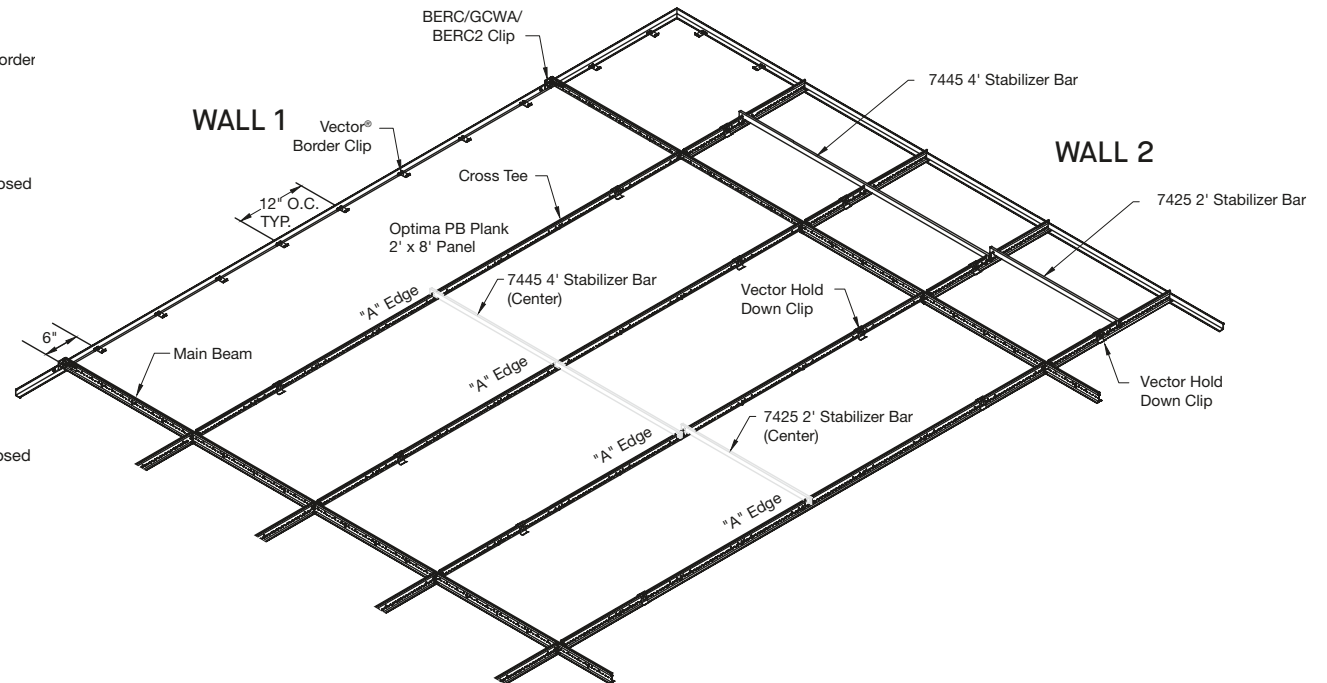 BERC/GCWA/
BERC2 Clip
order
7445 4' Stabilizer Bar
WALL 1
Vector®
Border Clip
WALL 2
Cross Tee
osed
12" O.C.
TYP.
7425 2' Stabilizer Bar
Optima PB Plank
2' x 8' Panel
7445 4' Stabilizer Bar
(Center)
"A" Edge
Vector Hold
Down Clip
6"
Main Beam
"A" Edge
Vector Hold
Down Clip
7425 2' Stabilizer Bar
(Center)
"A" Edge
osed
"A" Edge